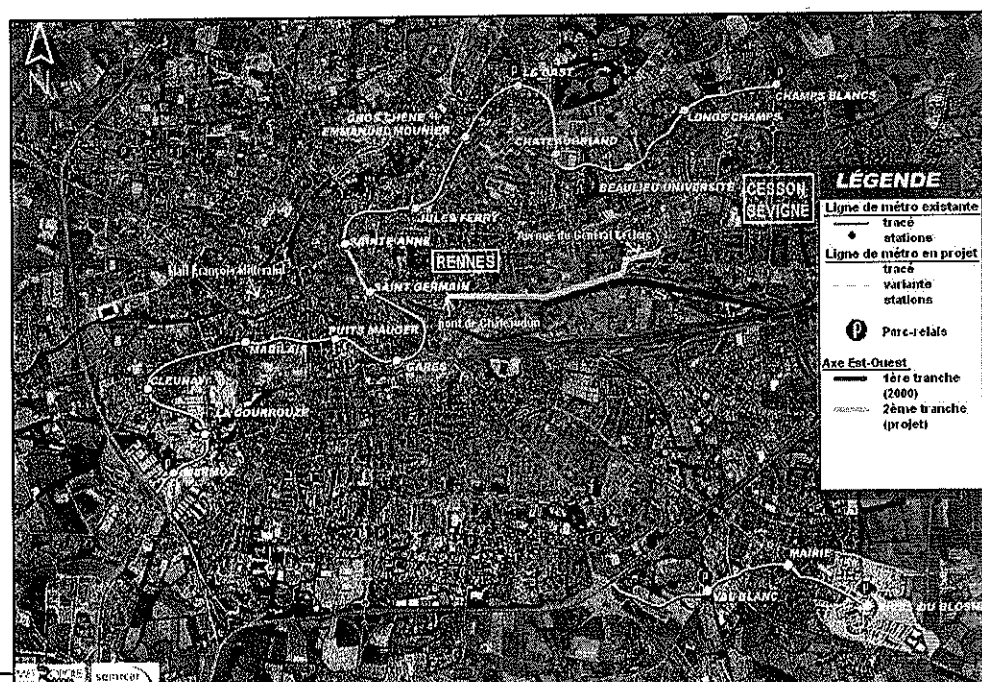 N
LE GAST
CHAMPS BLANCS
GROS CHENE
EMMANUEL MOUNIER
LONGS CHAMPS
CHATEAUBRIAND
BEAULIEU UNIVERSITÉ
CESSON
SÉVIGNÉ
JULES FERRY
SAINTE ANNE
RENNES
Mail François Mitterand
SAINT GERMAIN
pont de Châteaudun
PUITS MAUGER
MABILAIS
GARES
CLEUNAY
LA COURROUZE
MAIRIE
VAL BLANC
LÉGENDE
Ligne de métro existante
tracé
stations
Ligne de métro en projet
tracé
variante
stations
P Parc-relais
Axe Est-Ouest
1ère tranche
(2000)
2ème tranche
(projet)
semtcar